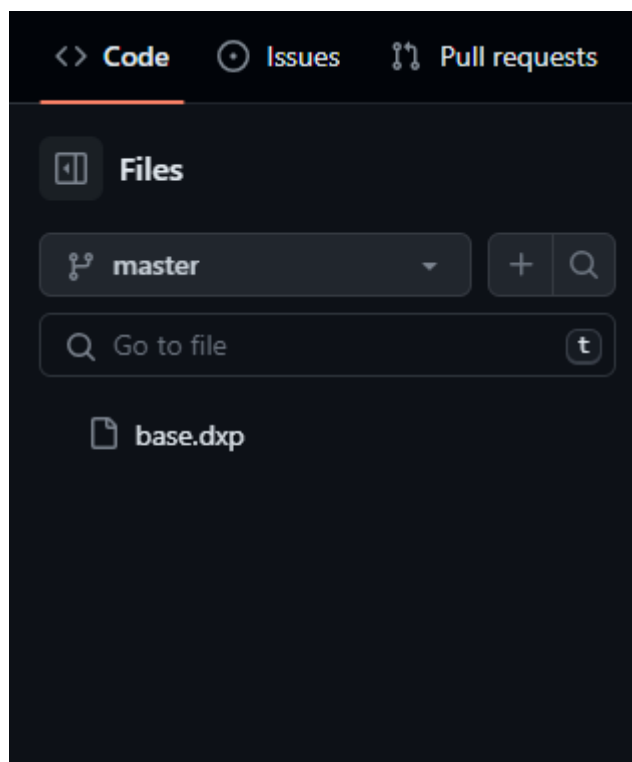 <> Code Issues Pull requests
Files
master
Go to file t
base.dxp